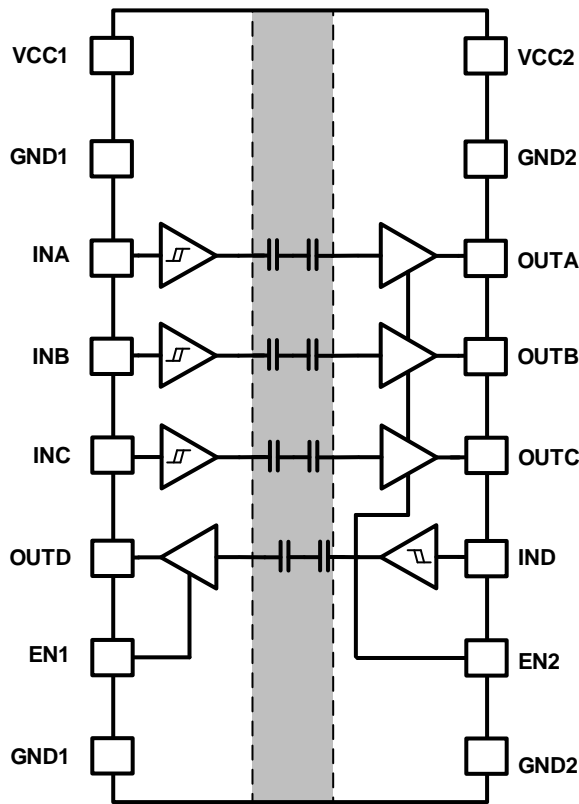 VCC1
VCC2
GND1
GND2
INA
OUTA
INB
OUTB
INC
OUTC
OUTD
IND
EN1
EN2
GND1
GND2